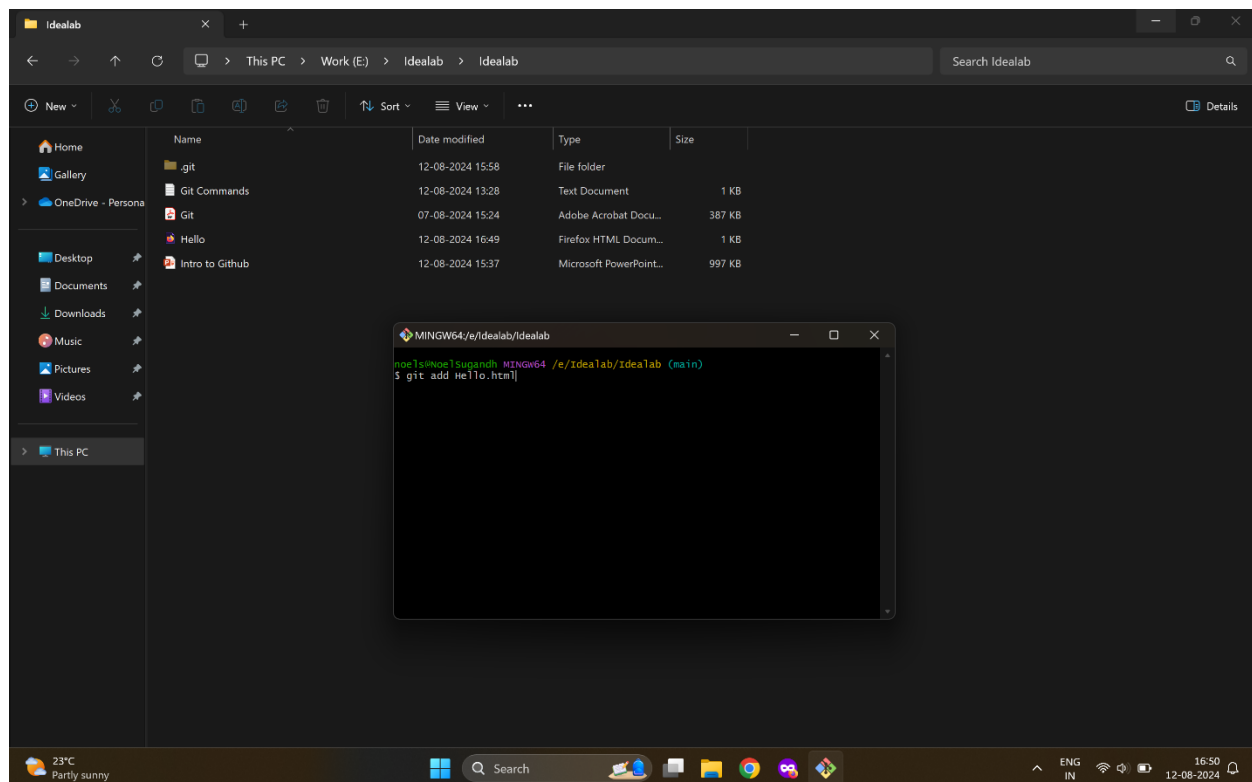 Idealab
This PC > Work (E:) > Idealab > Idealab
Search Idealab
New
Sort
View
Details
Name Date modified Type Size
.git 12-08-2024 15:58 File folder
Git Commands 12-08-2024 13:28 Text Document 1 KB
Git 07-08-2024 15:24 Adobe Acrobat Docu... 387 KB
Hello 12-08-2024 16:49 Firefox HTML Docum... 1 KB
Intro to Github 12-08-2024 15:37 Microsoft PowerPoint... 997 KB
Home
Gallery
OneDrive - Persona
Desktop
Documents
Downloads
Music
Pictures
Videos
This PC
MINGW64:/e/Idealab/Idealab
noels@NoelSugandh MINGW64 /e/Idealab/Idealab (main)
$ git add Hello.html
23°C
Partly sunny
Search
ENG
IN
16:50
12-08-2024